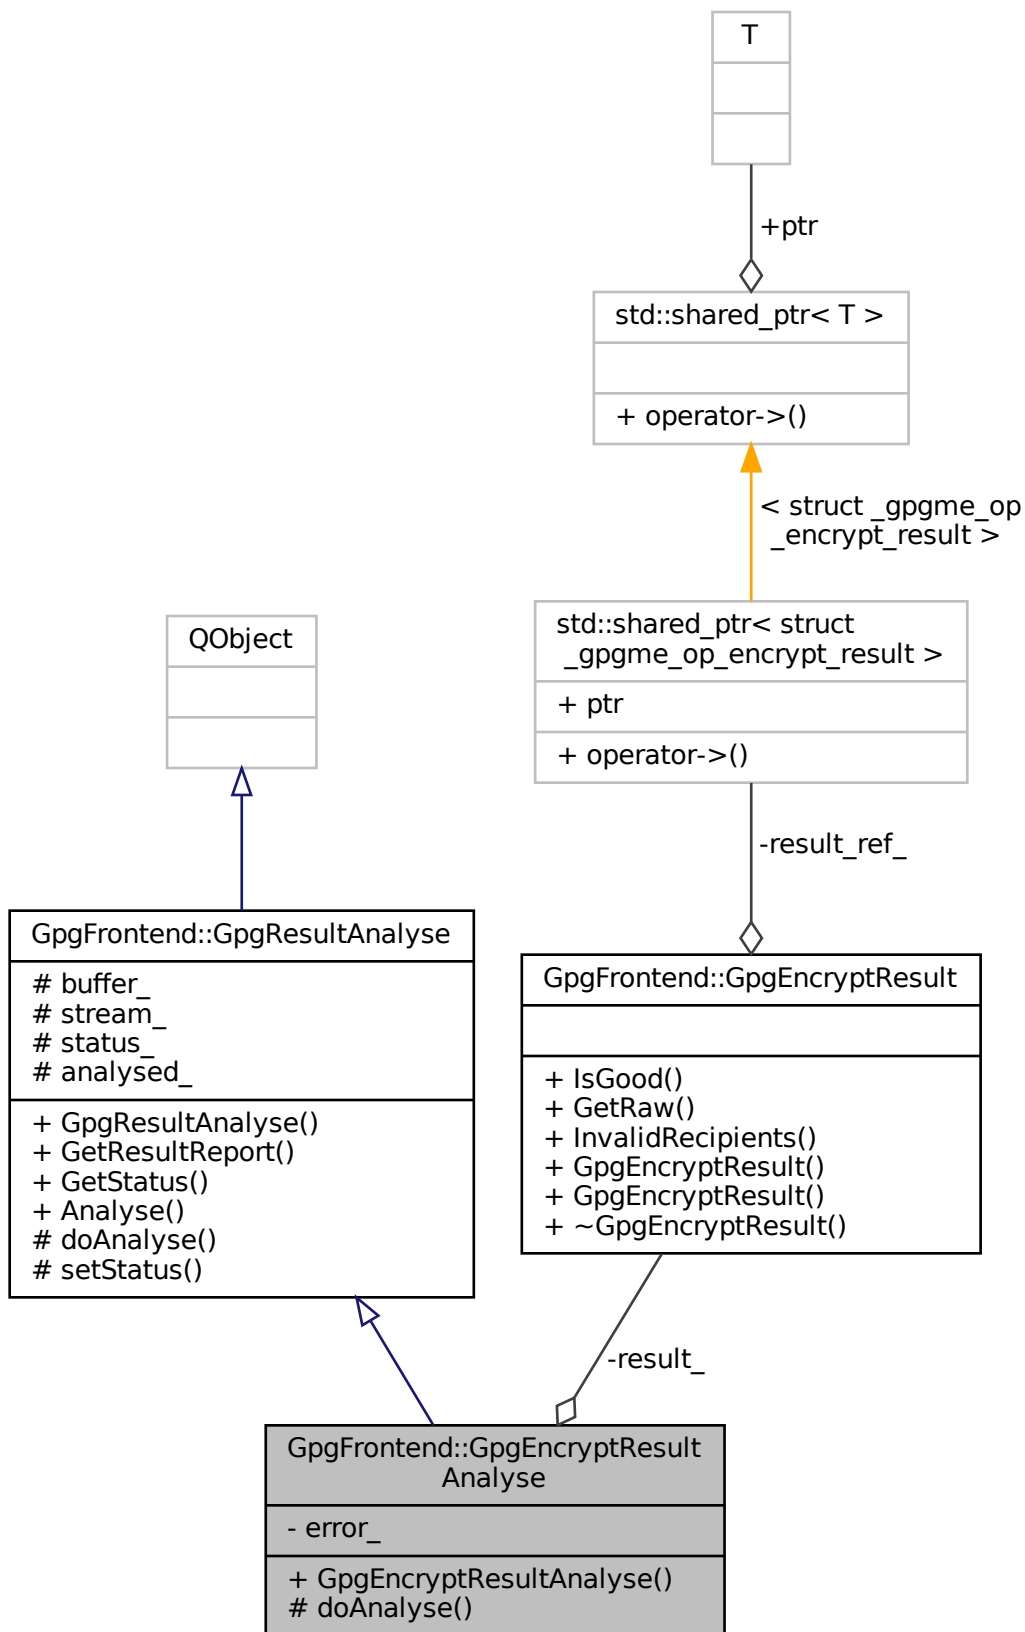 T
+ptr
std::shared_ptr< T >
+ operator->()
< struct _gpgme_op
_encrypt_result >
std::shared_ptr< struct
_gpgme_op_encrypt_result >
+ ptr
+ operator->()
QObject
-result_ref_
GpgFrontend::GpgResultAnalyse
# buffer_
# stream_
# status_
# analysed_
+ GpgResultAnalyse()
+ GetResultReport()
+ GetStatus()
+ Analyse()
# doAnalyse()
# setStatus()
GpgFrontend::GpgEncryptResult
+ IsGood()
+ GetRaw()
+ InvalidRecipients()
+ GpgEncryptResult()
+ GpgEncryptResult()
+ ~GpgEncryptResult()
-result_
GpgFrontend::GpgEncryptResult
Analyse
- error_
+ GpgEncryptResultAnalyse()
# doAnalyse()